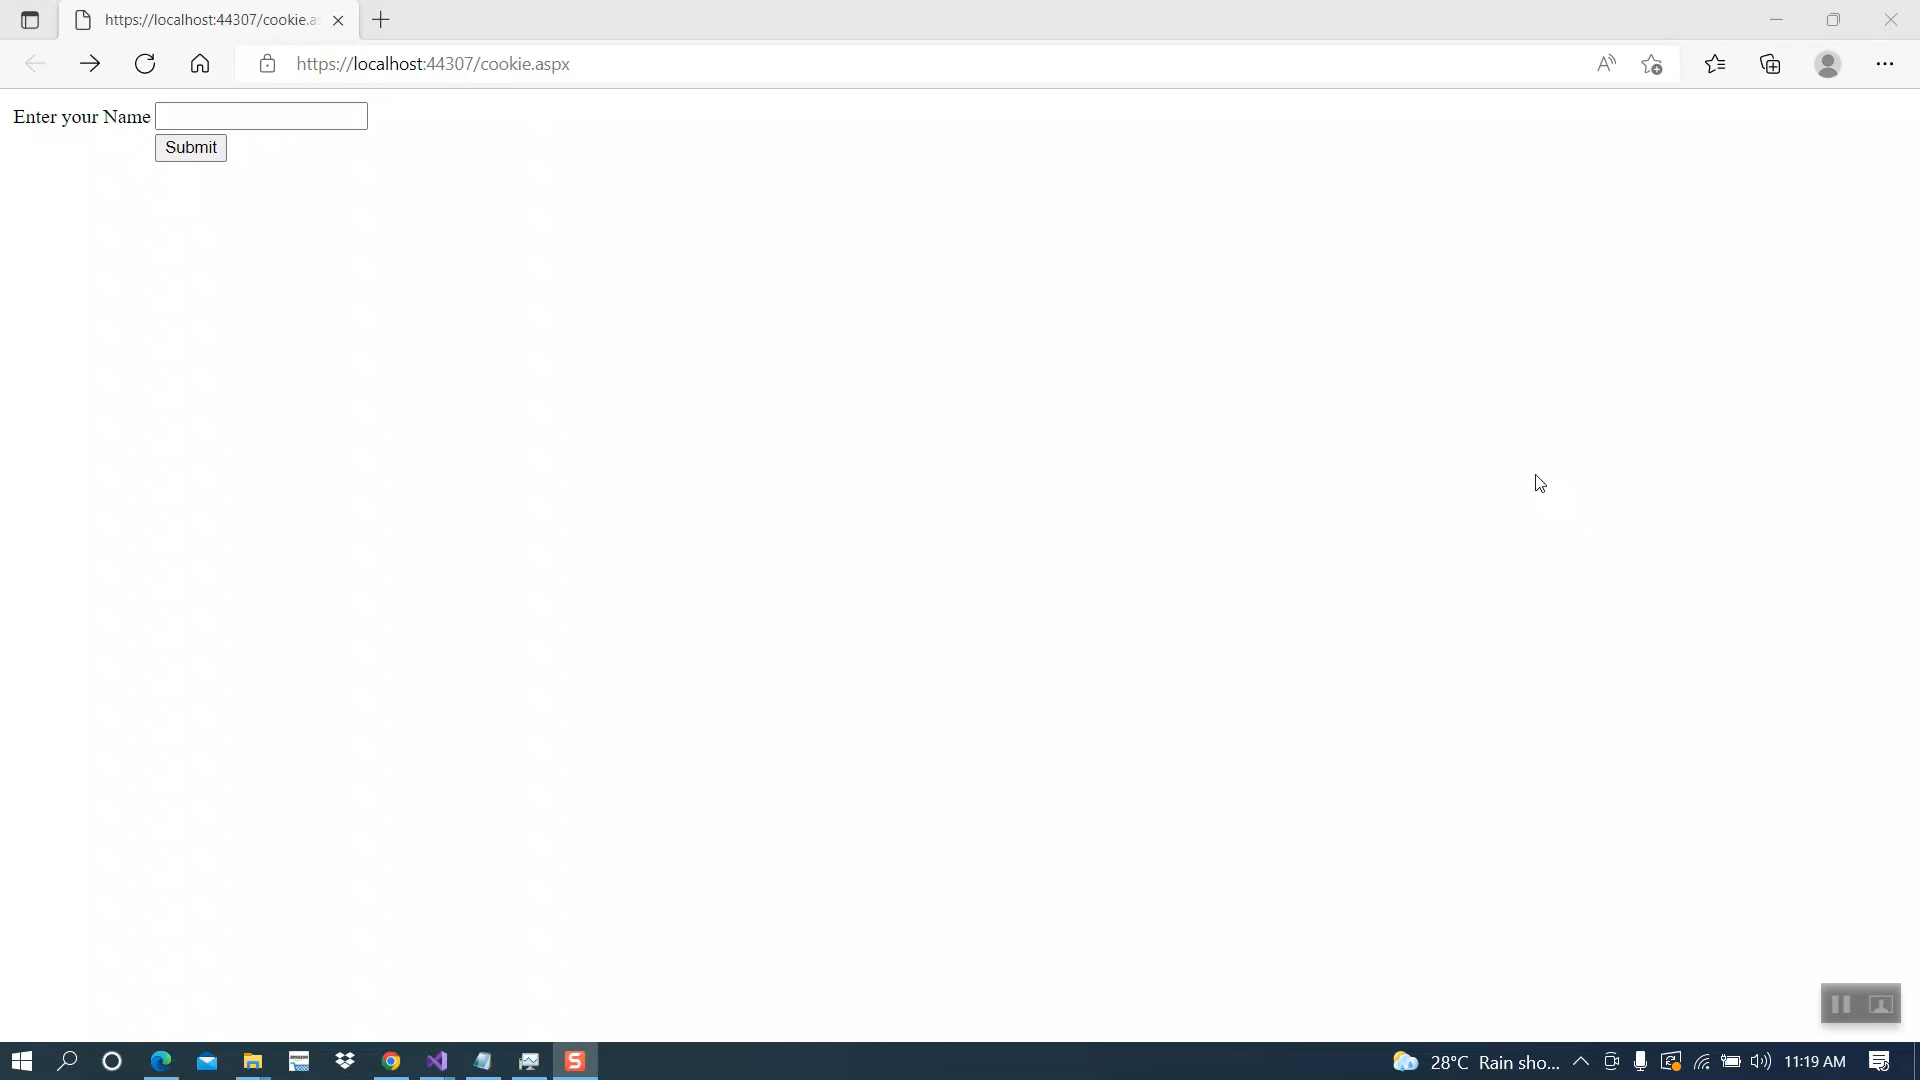 https://localhost:44307/cookie.a
https://localhost:44307/cookie.aspx
Enter your Name
Submit
28°C Rain sho... 11:19 AM